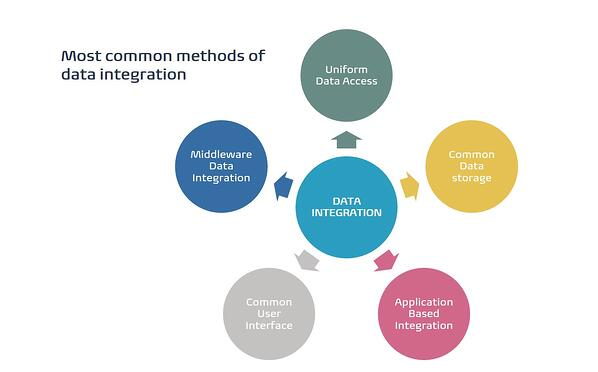 Most common methods of
data integration
Uniform
Data Access
Middleware
Data
Integration
Common
Data
storage
DATA
INTEGRATION
Common
User
Interface
Application
Based
Integration